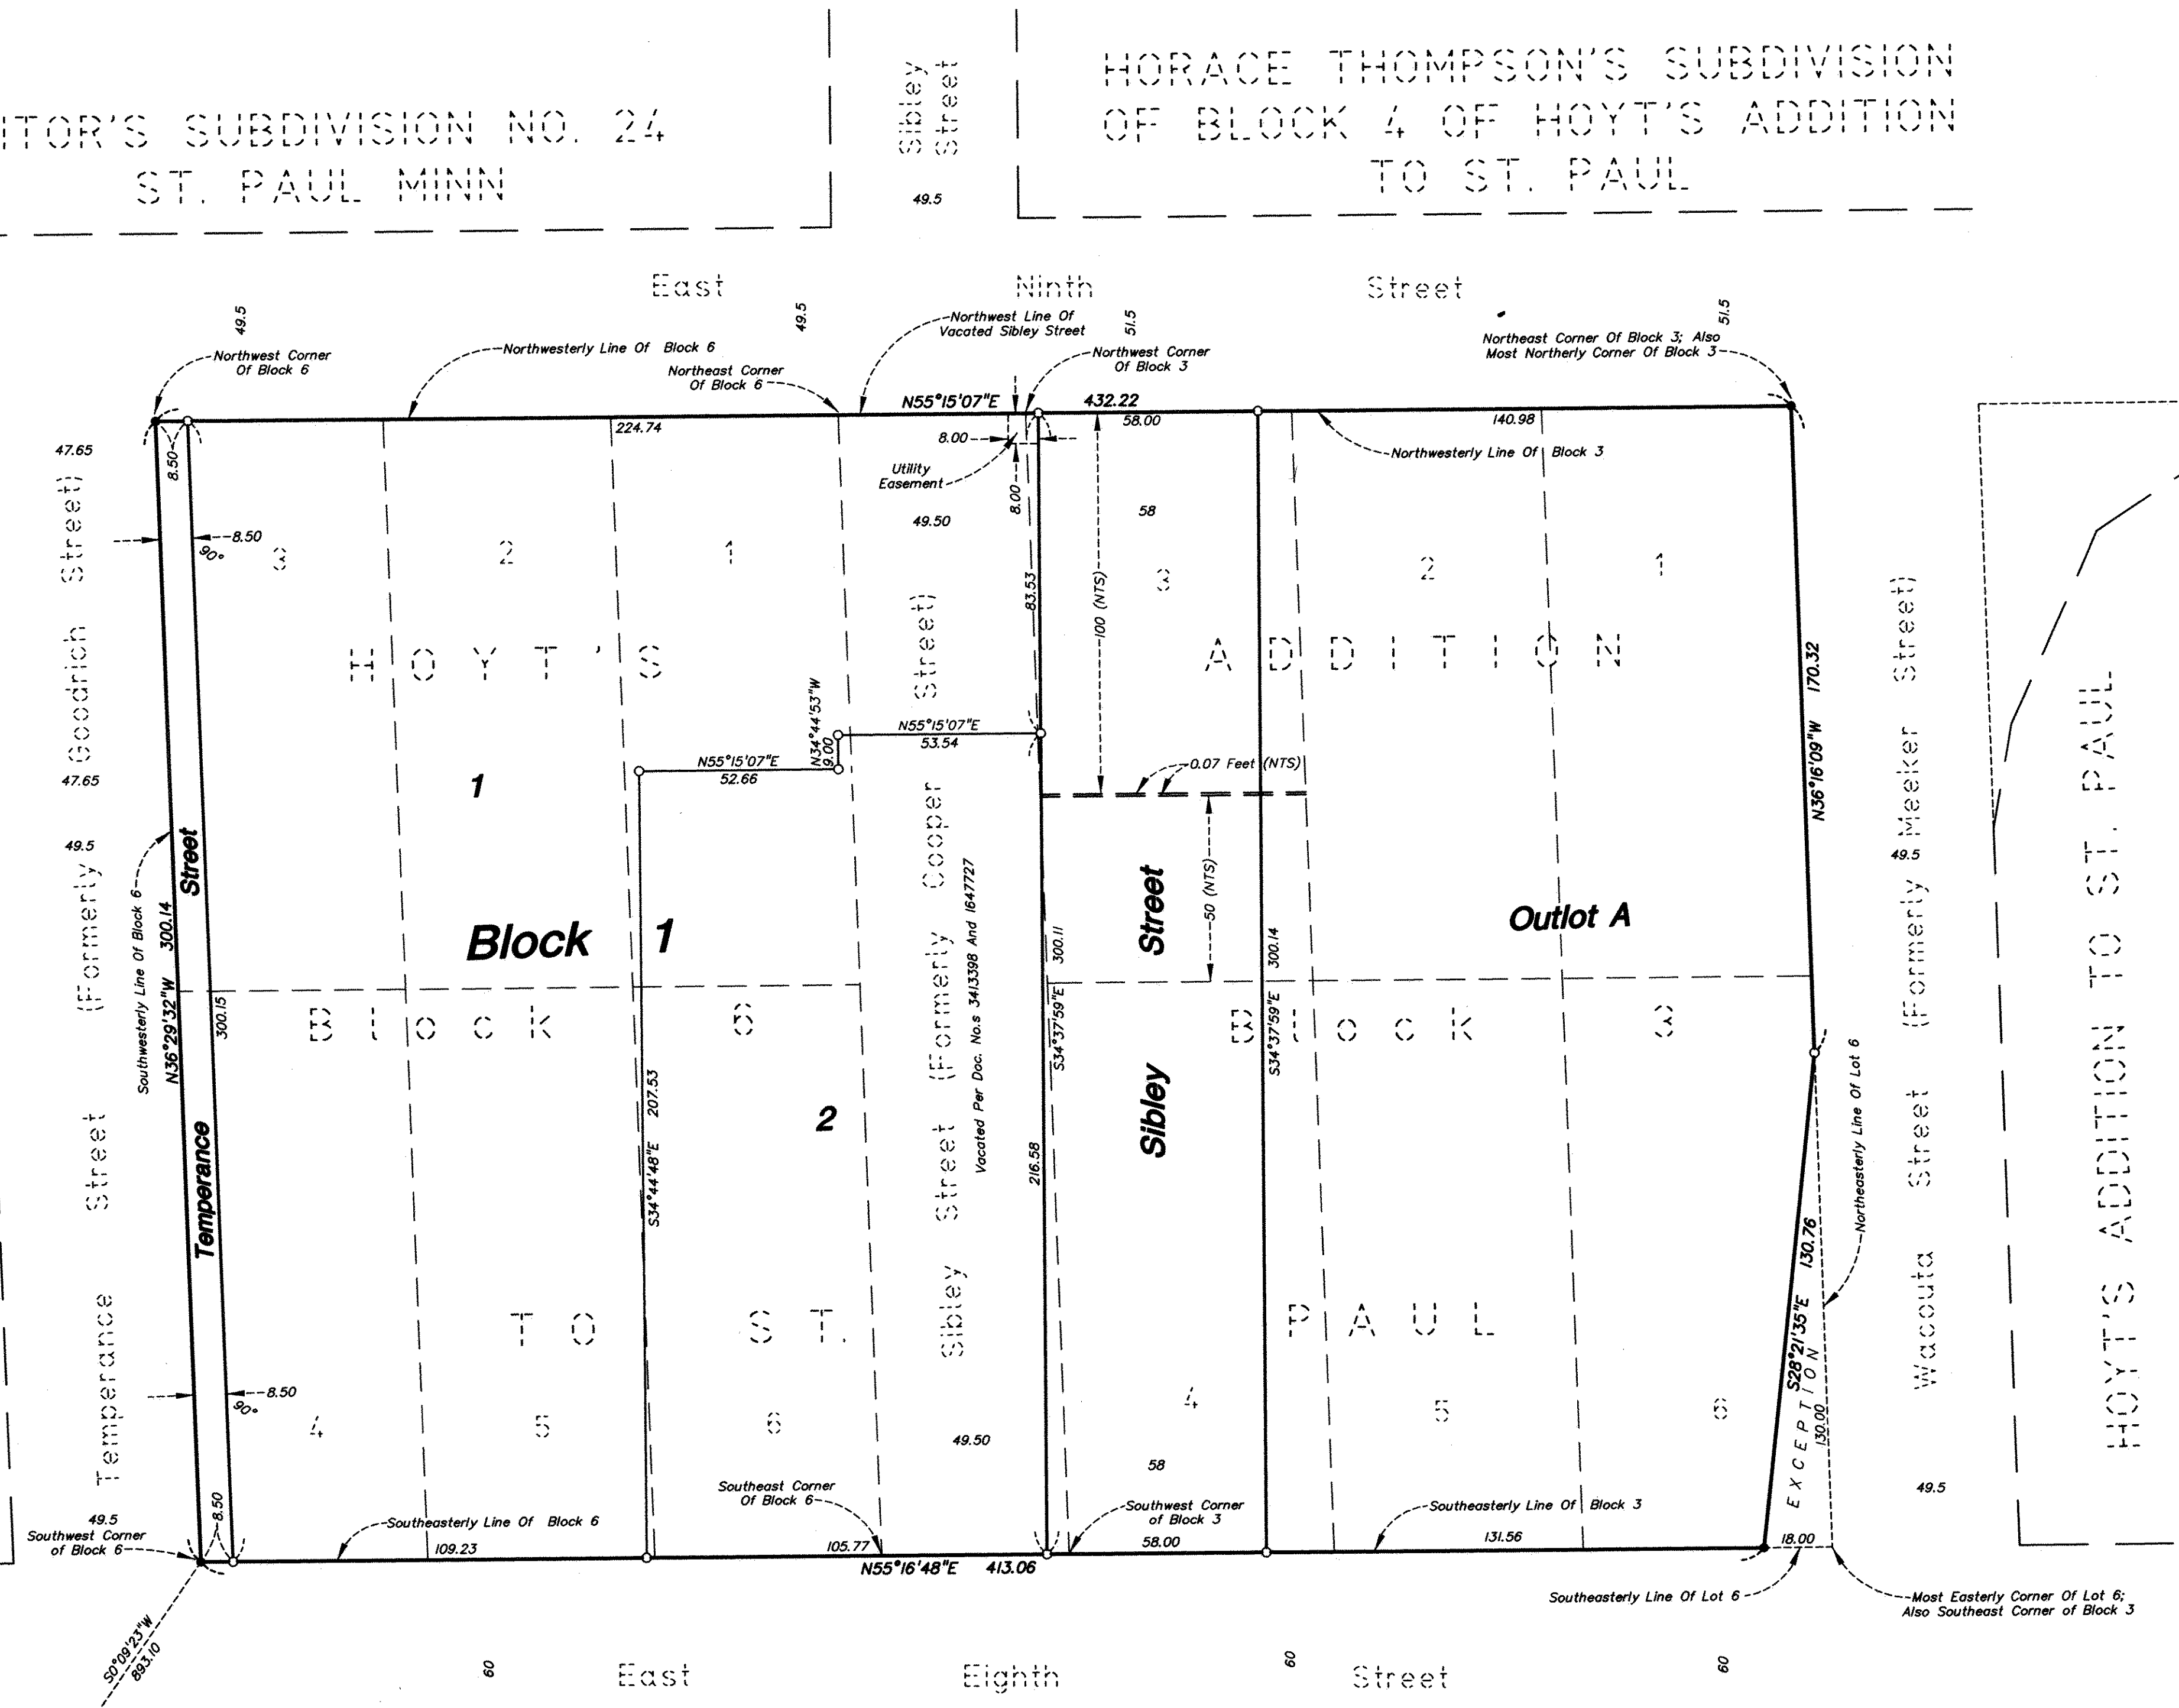 ITOR'S SUBDIVISION NO. 24
ST. PAUL MINN
Sibley
Street
49.5
HORACE THOMPSON'S SUBDIVISION
OF BLOCK 4 OF HOYT'S ADDITION
TO ST. PAUL
East Ninth Street
49.5
49.5
51.5
51.5
Northwest Corner
Of Block 6
Northwesterly Line Of Block 6
Northeast Corner
Of Block 6
Northwest Line Of
Vacated Sibley Street
Northwest Corner
Of Block 3
Northeast Corner Of Block 3; Also
Most Northerly Corner Of Block 3
N55°15'07"E 432.22
224.74
58.00
140.98
Northwesterly Line Of Block 3
8.00
8.00
Utility
Easement
49.50
58
47.65
8.50
8.50
90°
3
2
1
3
2
1
HOYT'S
ADDITION
83.53
100 (NTS)
N34°44'53"W
9.00
N55°15'07"E
53.54
N55°15'07"E
52.66
0.07 Feet (NTS)
50 (NTS)
N36°16'09"W 170.32
47.65
49.5
49.5
1
Block 1
2
Outlot A
Temperance Street
Sibley Street
Southwesterly Line Of Block 6
N36°29'32"W 300.14
300.15
Temperance Street (Formerly Goodrich Street)
Sibley Street (Formerly Cooper Street)
Vacated Per Doc. No.s 3413398 And 1647727
Wacouta Street (Formerly Meeker Street)
HOYT'S ADDITION TO ST. PAUL
S34°44'48"E 207.53
S34°37'59"E 300.11
216.58
S34°37'59"E 300.14
Block 6
Block 3
TO ST.
PAUL
Northeasterly Line Of Lot 6
S28°21'35"E 130.76
EXCEPTION
130.00
8.50
90°
4
5
6
4
5
6
49.50
58
49.5
49.5
8.50
Southwest Corner
of Block 6
Southeasterly Line Of Block 6
Southeast Corner
Of Block 6
Southwest Corner
of Block 3
Southeasterly Line Of Block 3
109.23
105.77
58.00
131.56
18.00
N55°16'48"E 413.06
Southeasterly Line Of Lot 6
Most Easterly Corner Of Lot 6;
Also Southeast Corner of Block 3
S0°09'23"W
893.10
60
60
60
East Eighth Street